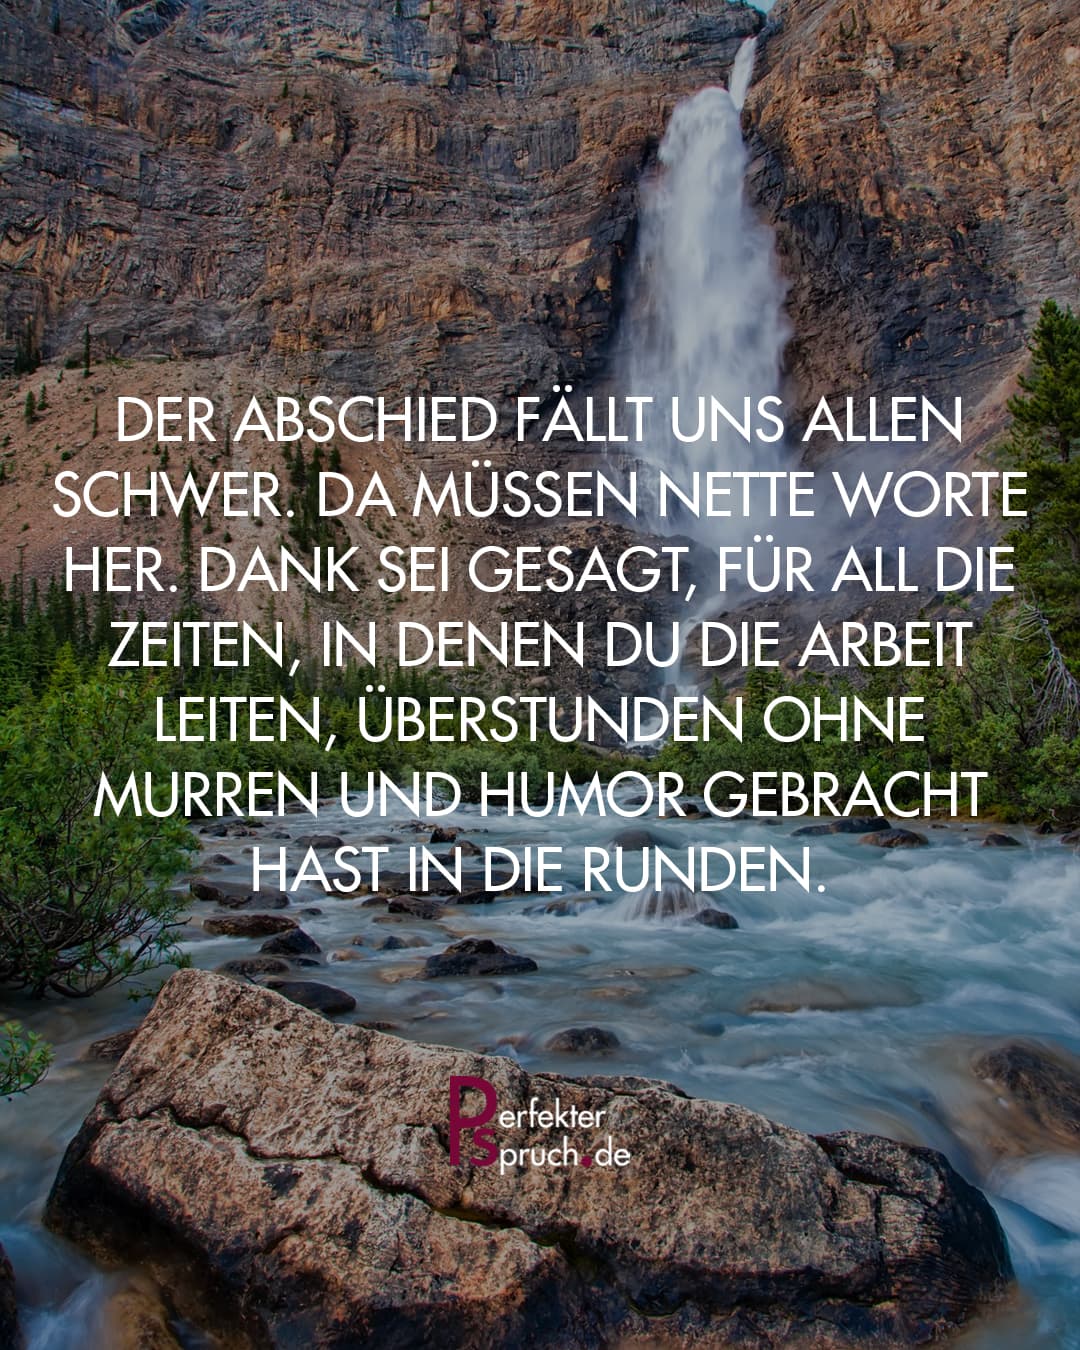 DER ABSCHIED FÄLLT UNS ALLEN
SCHWER. DA MÜSSEN NETTE WORTE
HER. DANK SEI GESAGT, FÜR ALL DIE
ZEITEN, IN DENEN DU DIE ARBEIT
LEITEN, ÜBERSTUNDEN OHNE
MURREN UND HUMOR GEBRACHT
HAST IN DIE RUNDEN.
Perfekter
Spruch.de